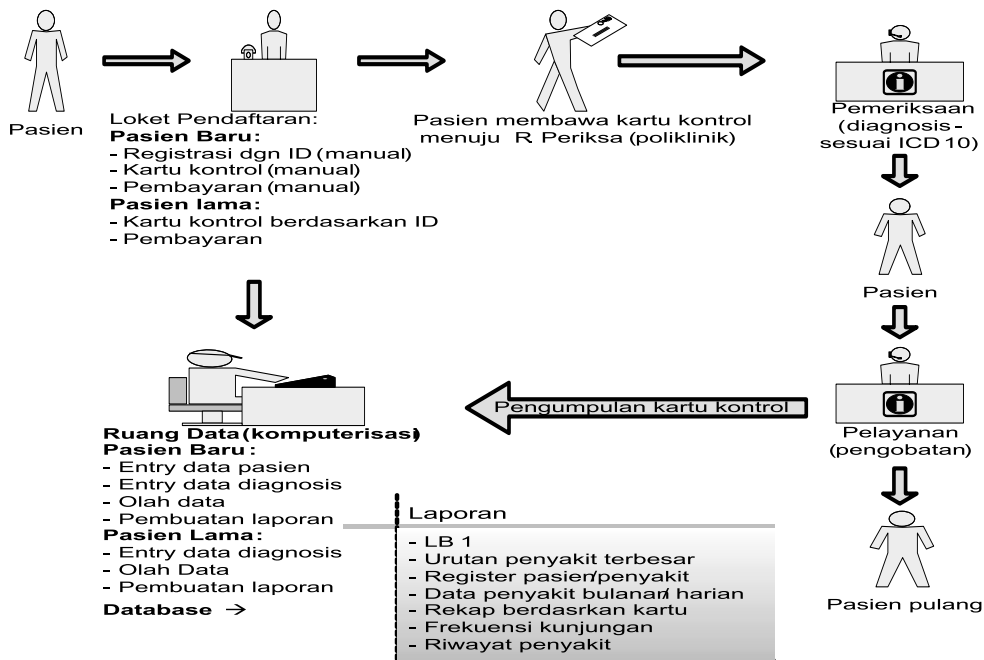 Pasien
Loket Pendaftaran:
Pasien Baru:
- Registrasi dgn ID (manual)
- Kartu kontrol (manual)
- Pembayaran (manual)
Pasien lama:
- Kartu kontrol berdasarkan ID
- Pembayaran
Pasien membawa kartu kontrol
menuju R Periksa (poliklinik)
Pemeriksaan
(diagnosis -
sesuai ICD 10)
Pasien
Pelayanan
(pengobatan)
Pasien pulang
Pengumpulan kartu kontrol
Ruang Data (komputerisasi)
Pasien Baru:
- Entry data pasien
- Entry data diagnosis
- Olah data
- Pembuatan laporan
Pasien Lama:
- Entry data diagnosis
- Olah Data
- Pembuatan laporan
Database →
Laporan
- LB 1
- Urutan penyakit terbesar
- Register pasien/penyakit
- Data penyakit bulanan/ harian
- Rekap berdasrkan kartu
- Frekuensi kunjungan
- Riwayat penyakit